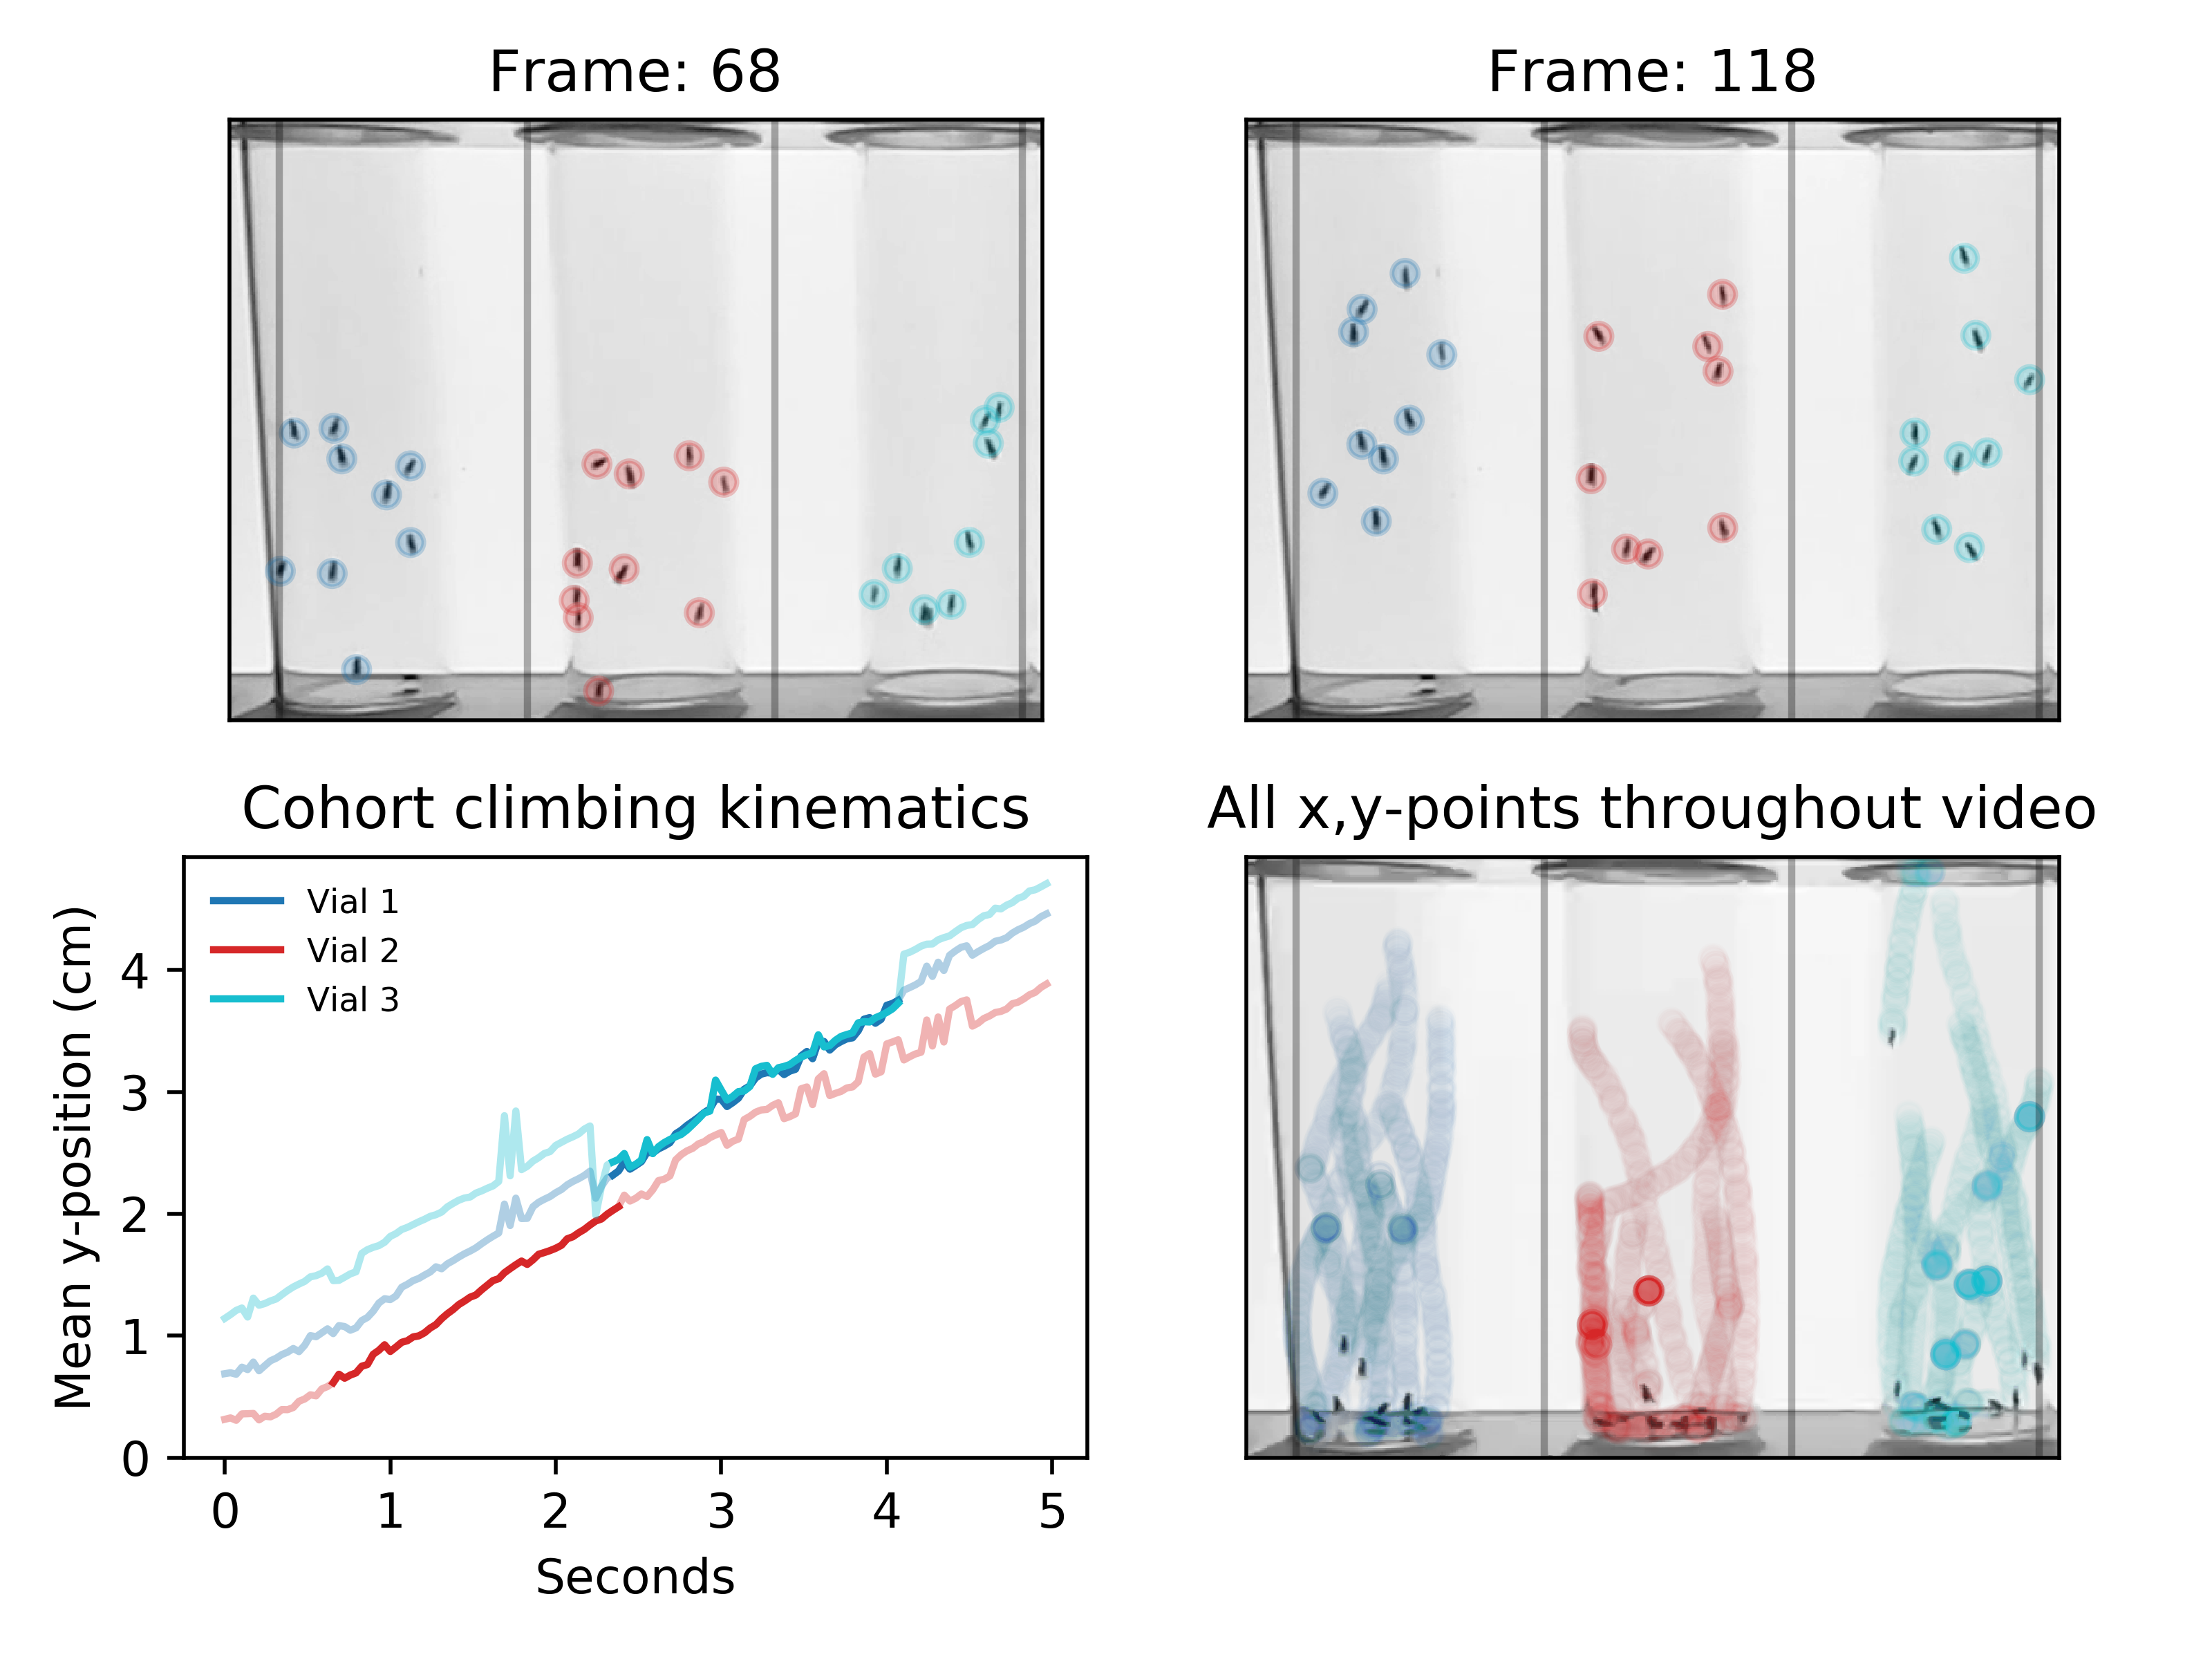 Frame: 68
Frame: 118
Cohort climbing kinematics
Mean y-position (cm)
4
3
2
1
0
Vial 1
Vial 2
Vial 3
0 1 2 3 4 5
Seconds
All x,y-points throughout video